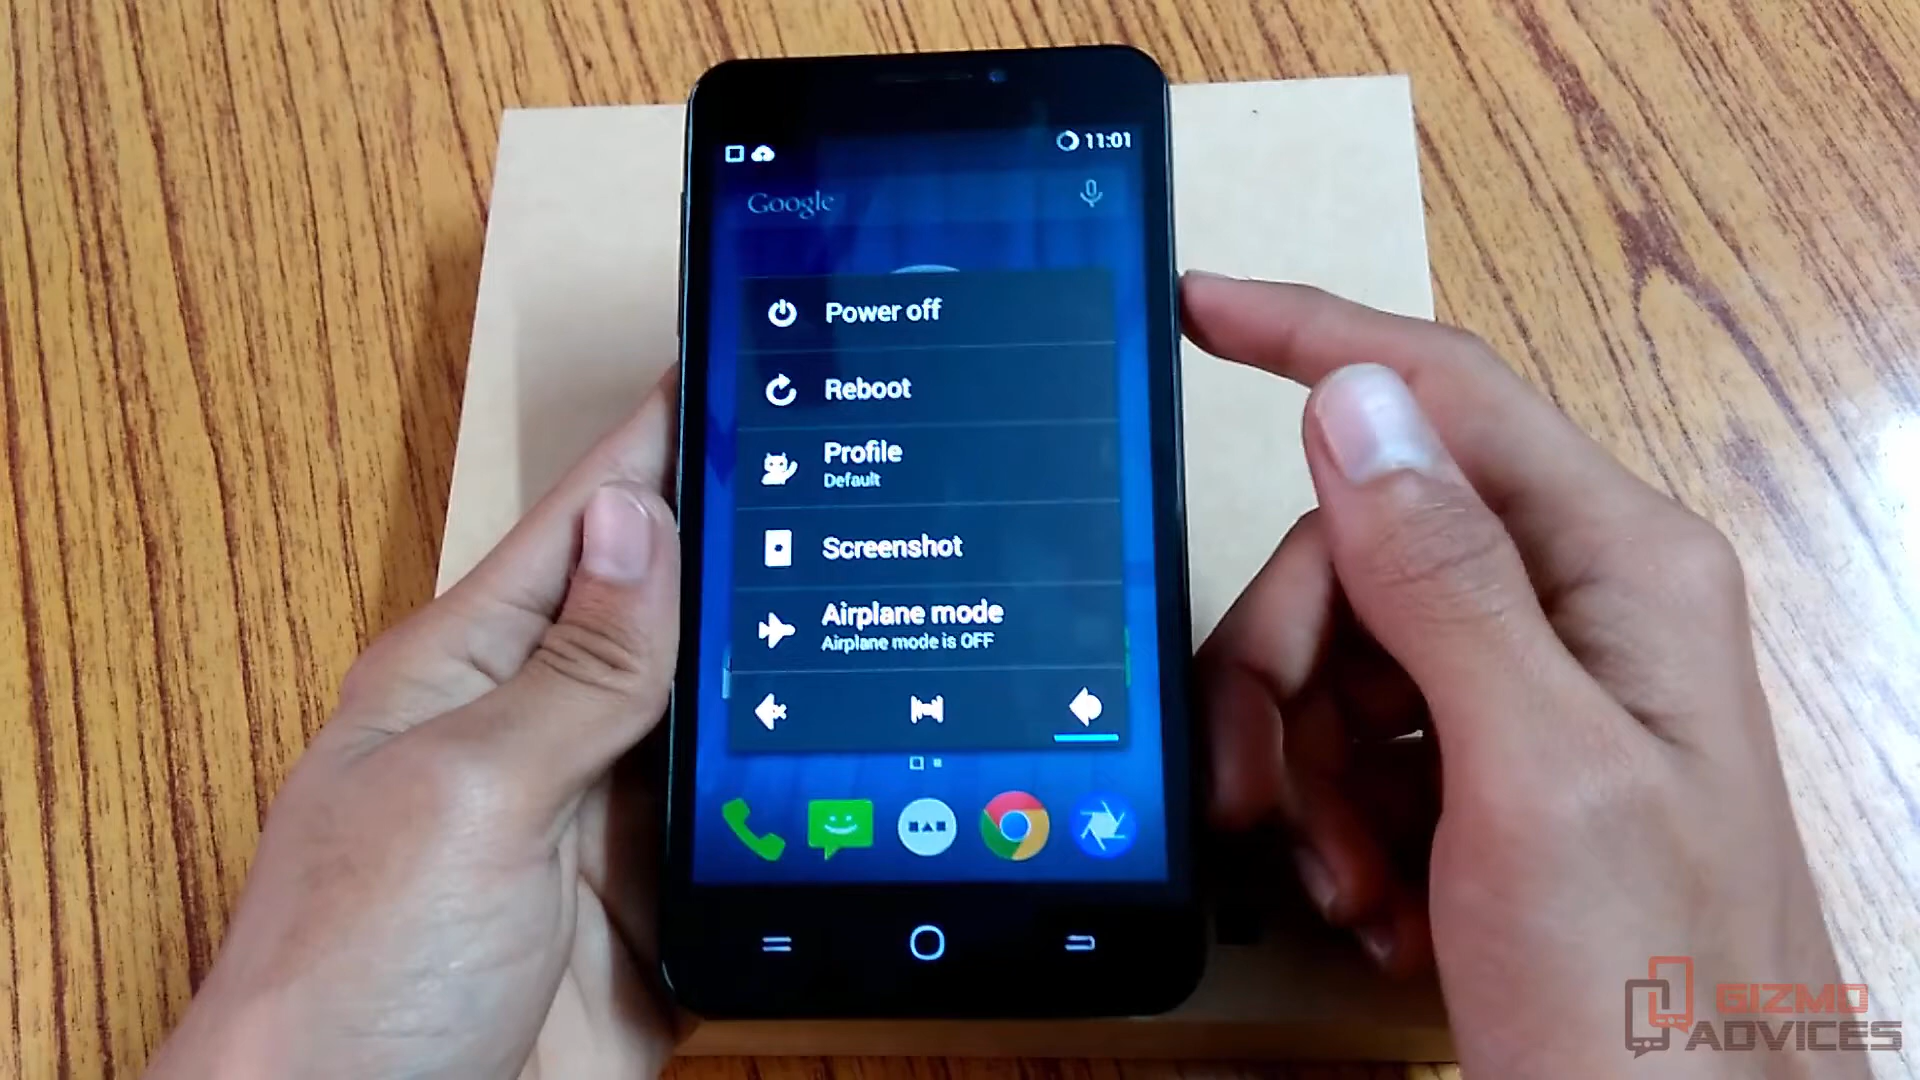 11:01
Google
Power off
Reboot
Profile
Default
Screenshot
Airplane mode
Airplane mode is OFF
GIZMO
ADVICES